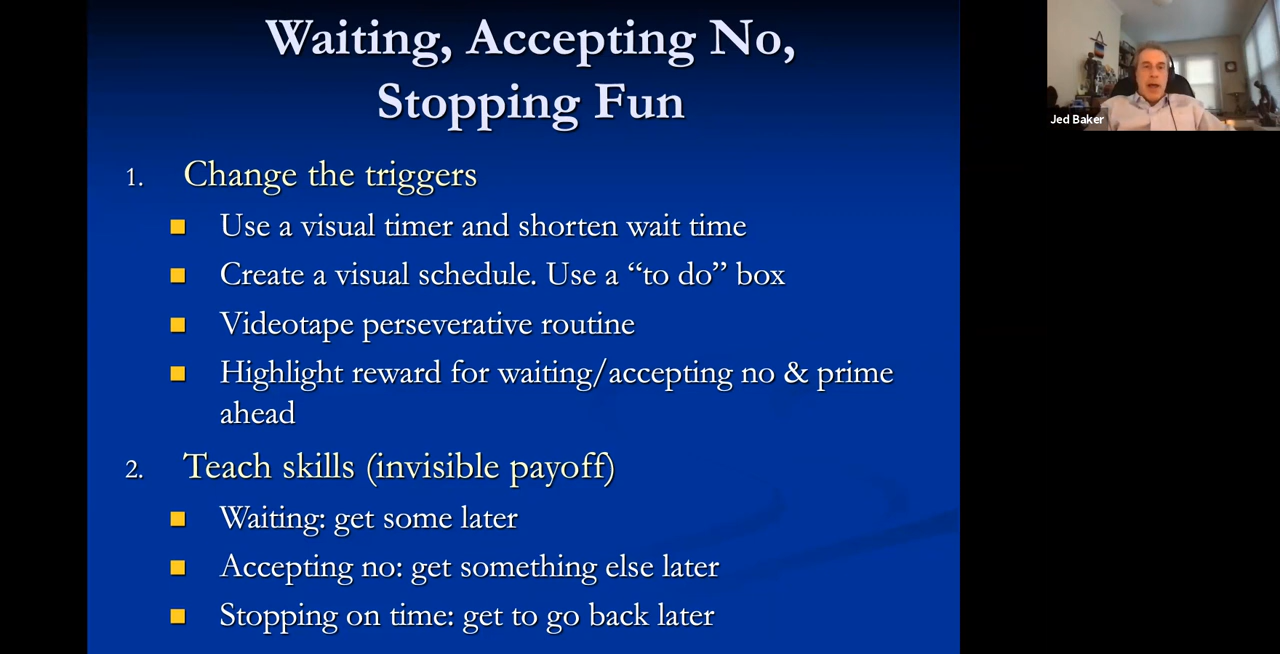 Waiting, Accepting No,
Stopping Fun
1. Change the triggers
Use a visual timer and shorten wait time
Create a visual schedule. Use a “to do” box
Videotape perseverative routine
Highlight reward for waiting/accepting no & prime
ahead
2. Teach skills (invisible payoff)
Waiting: get some later
Accepting no: get something else later
Stopping on time: get to go back later
Jed Baker